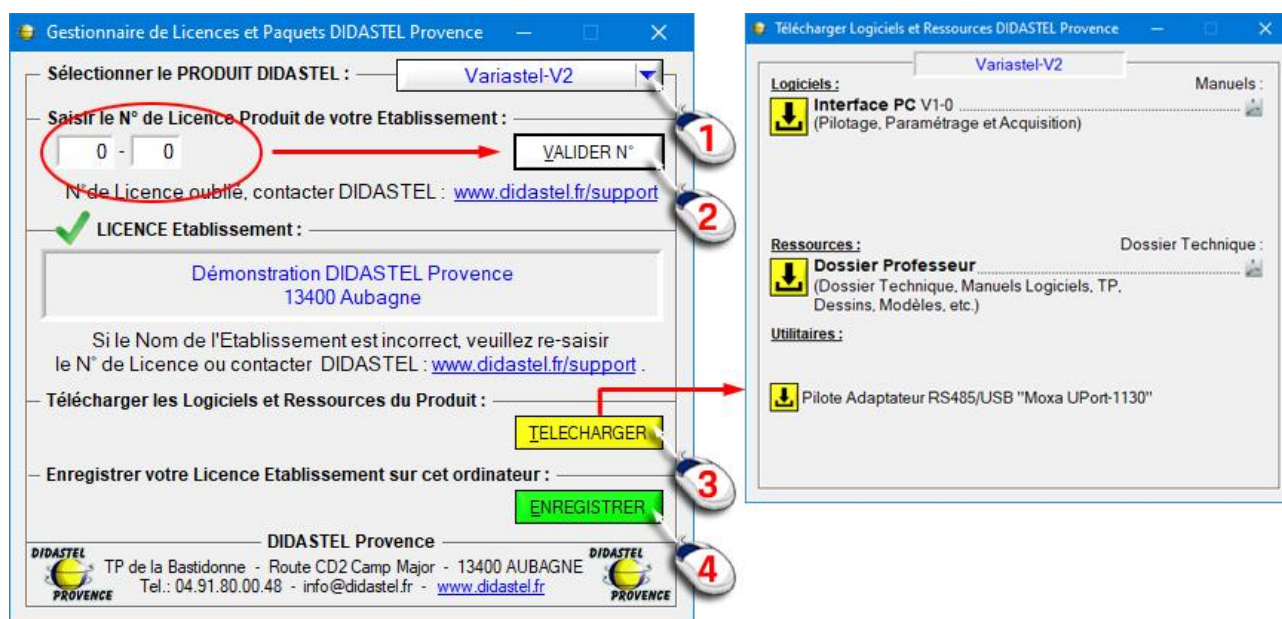 Gestionnaire de Licences et Paquets DIDASTEL Provence
Sélectionner le PRODUIT DIDASTEL : Variastel-V2
1
Saisir le N° de Licence Produit de votre Etablissement :
0 - 0 VALIDER N°
N°de Licence oublié, contacter DIDASTEL : www.didastel.fr/support
2
LICENCE Etablissement :
Démonstration DIDASTEL Provence
13400 Aubagne
Si le Nom de l'Etablissement est incorrect, veuillez re-saisir
le N° de Licence ou contacter DIDASTEL : www.didastel.fr/support .
Télécharger les Logiciels et Ressources du Produit :
TELECHARGER
3
Enregistrer votre Licence Etablissement sur cet ordinateur :
ENREGISTRER
4
DIDASTEL Provence
DIDASTEL PROVENCE
TP de la Bastidonne - Route CD2 Camp Major - 13400 AUBAGNE
Tel.: 04.91.80.00.48 - info@didastel.fr - www.didastel.fr
DIDASTEL PROVENCE
Télécharger Logiciels et Ressources DIDASTEL Provence
Variastel-V2
Logiciels : Manuels :
Interface PC V1-0
(Pilotage, Paramétrage et Acquisition)
Ressources : Dossier Technique :
Dossier Professeur
(Dossier Technique, Manuels Logiciels, TP,
Dessins, Modèles, etc.)
Utilitaires :
Pilote Adaptateur RS485/USB "Moxa UPort-1130"